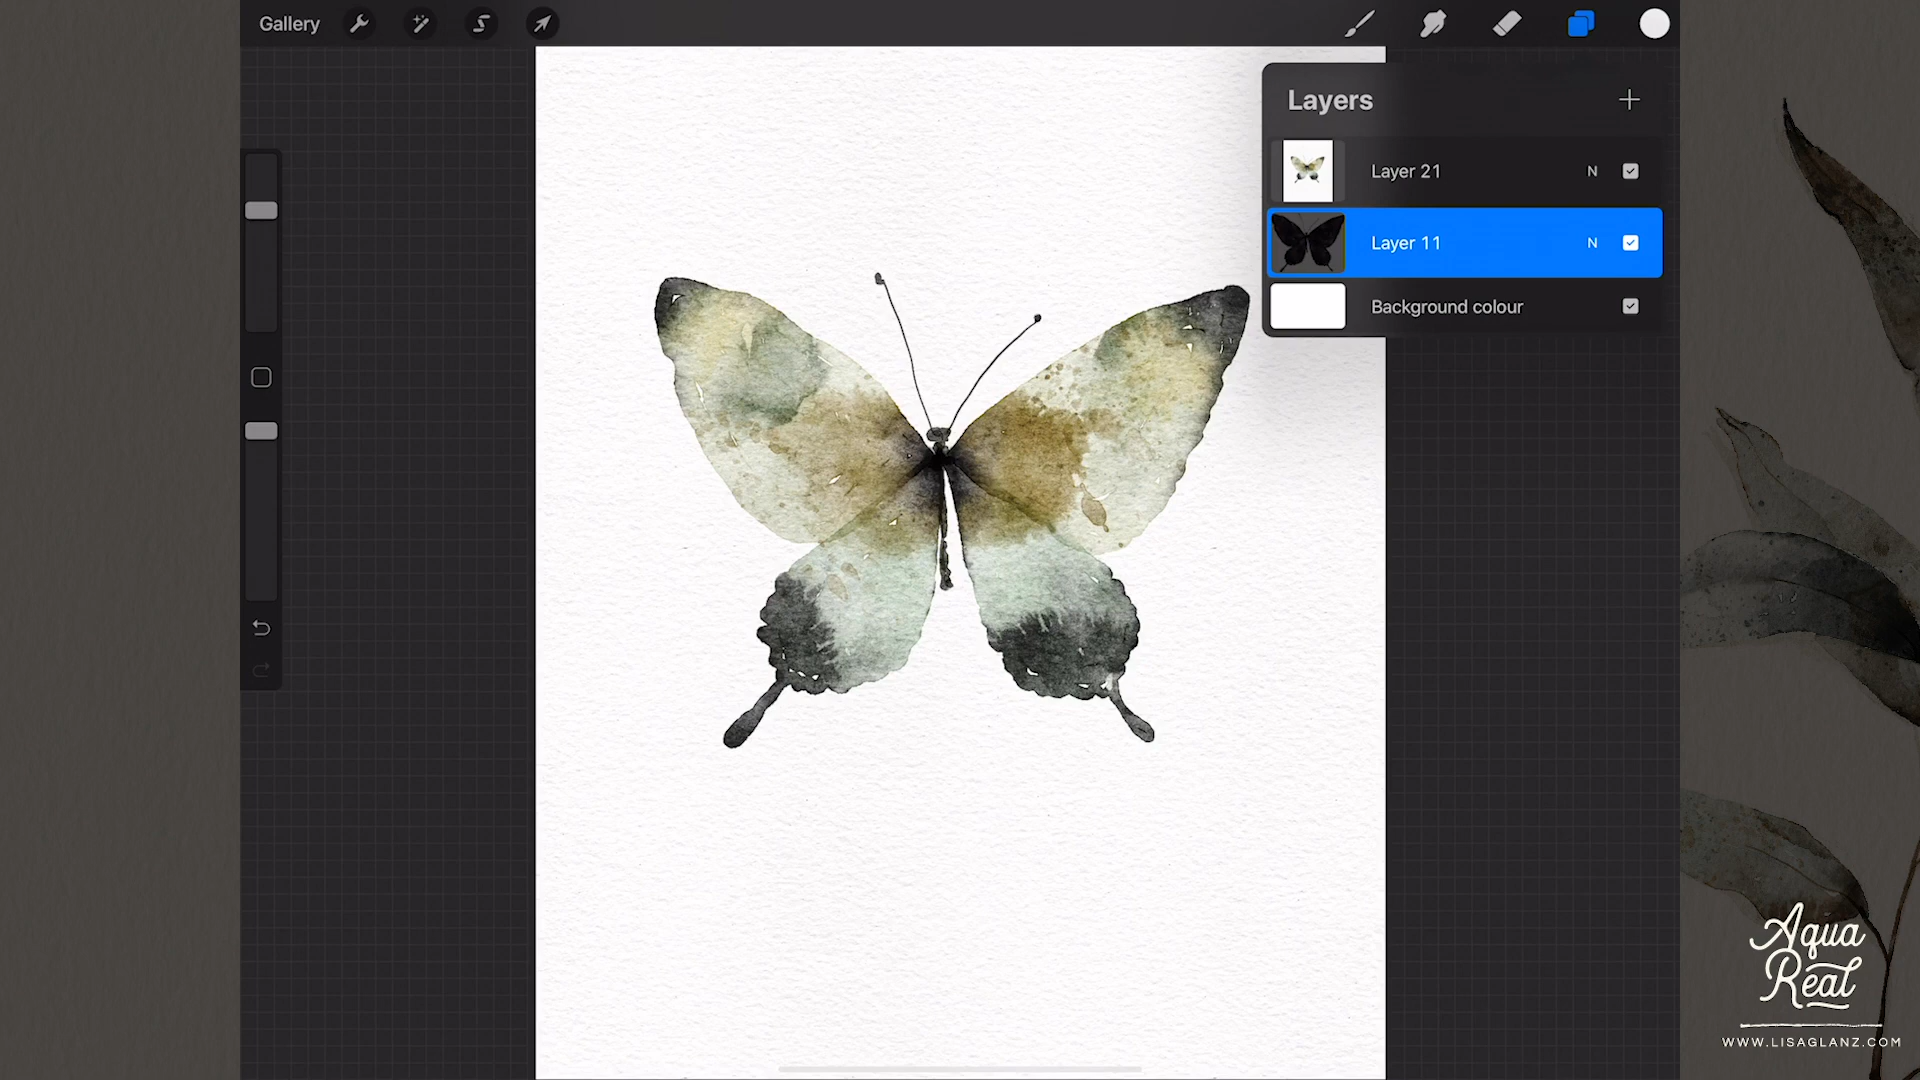 Gallery
Layers
Layer 21
N
Layer 11
N
Background colour
Aqua
Real
WWW.LISAGLANZ.COM